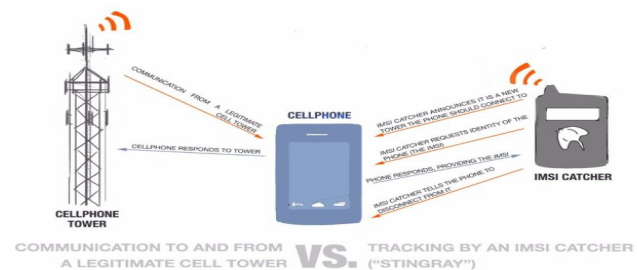 COMMUNICATION FROM A LEGITIMATE
CELL TOWER
CELLPHONE RESPONDS TO TOWER
CELLPHONE
TOWER
CELLPHONE
IMSI CATCHER ANNOUNCES IT IS A NEW
TOWER THE PHONE SHOULD CONNECT TO
IMSI CATCHER REQUESTS IDENTITY OF THE
PHONE (THE IMSI)
PHONE RESPONDS, PROVIDING THE IMSI
IMSI CATCHER TELLS THE PHONE TO
DISCONNECT FROM IT
IMSI CATCHER
COMMUNICATION TO AND FROM
A LEGITIMATE CELL TOWER
VS.
TRACKING BY AN IMSI CATCHER
("STINGRAY")